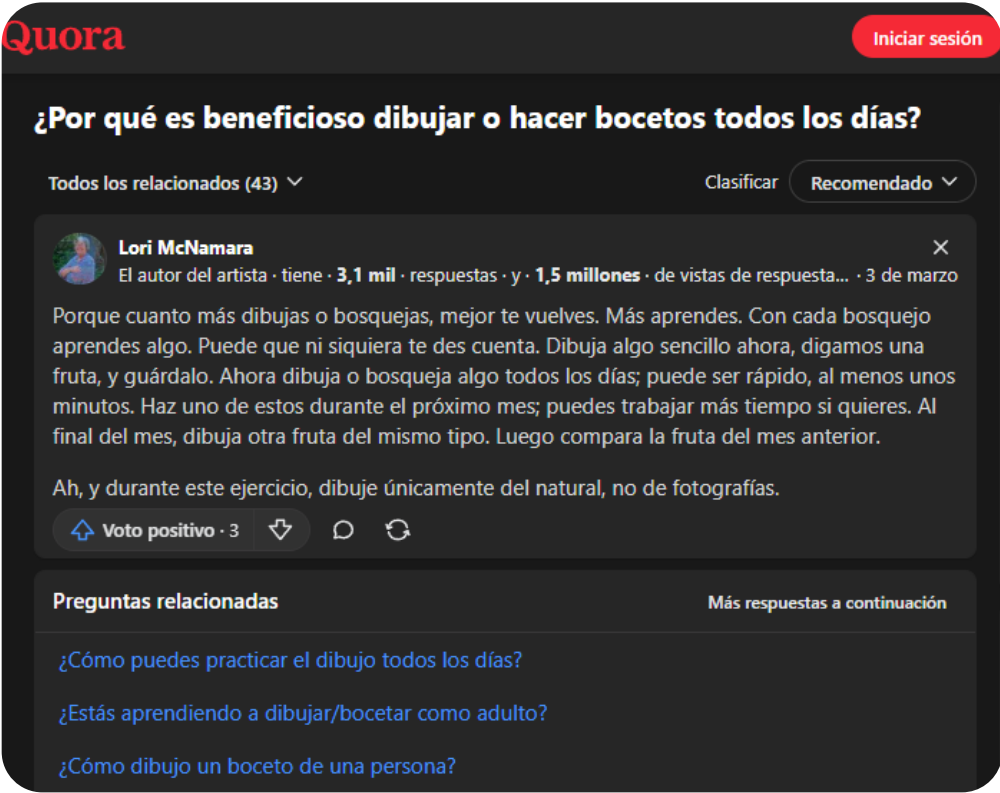 Quora
Iniciar sesión
¿Por qué es beneficioso dibujar o hacer bocetos todos los días?
Todos los relacionados (43)
Clasificar
Recomendado
Lori McNamara
El autor del artista · tiene · 3,1 mil · respuestas · y · 1,5 millones · de vistas de respuesta... · 3 de marzo
Porque cuanto más dibujas o bosquejas, mejor te vuelves. Más aprendes. Con cada bosquejo
aprendes algo. Puede que ni siquiera te des cuenta. Dibuja algo sencillo ahora, digamos una
fruta, y guárdalo. Ahora dibuja o bosqueja algo todos los días; puede ser rápido, al menos unos
minutos. Haz uno de estos durante el próximo mes; puedes trabajar más tiempo si quieres. Al
final del mes, dibuja otra fruta del mismo tipo. Luego compara la fruta del mes anterior.
Ah, y durante este ejercicio, dibuje únicamente del natural, no de fotografías.
Voto positivo · 3
Preguntas relacionadas
Más respuestas a continuación
¿Cómo puedes practicar el dibujo todos los días?
¿Estás aprendiendo a dibujar/bocetar como adulto?
¿Cómo dibujo un boceto de una persona?